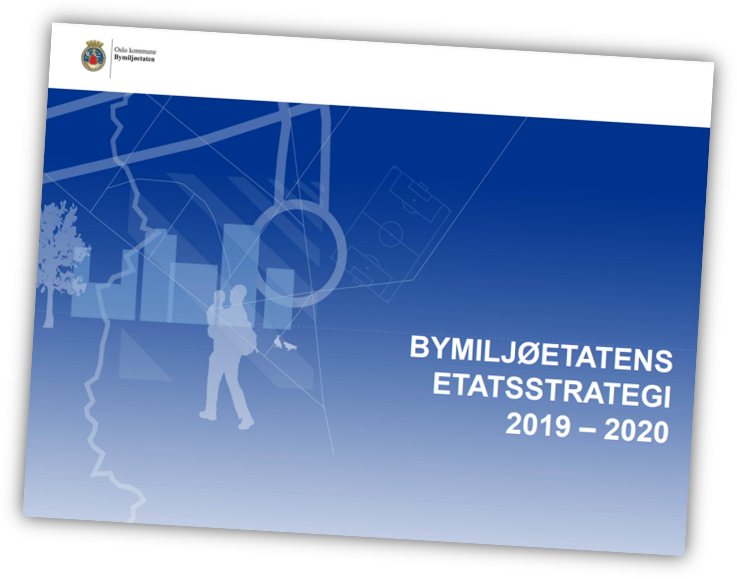 Oslo kommune
Bymiljøetaten
BYMILJØETATENS
ETATSSTRATEGI
2019 – 2020